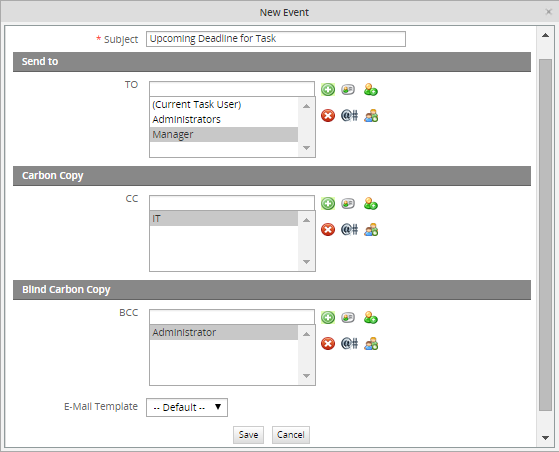 New Event
* Subject Upcoming Deadline for Task
Send to
TO
(Current Task User)
Administrators
Manager
@#
Carbon Copy
CC
IT
@#
Blind Carbon Copy
BCC
Administrator
@#
E-Mail Template -- Default --
Save Cancel